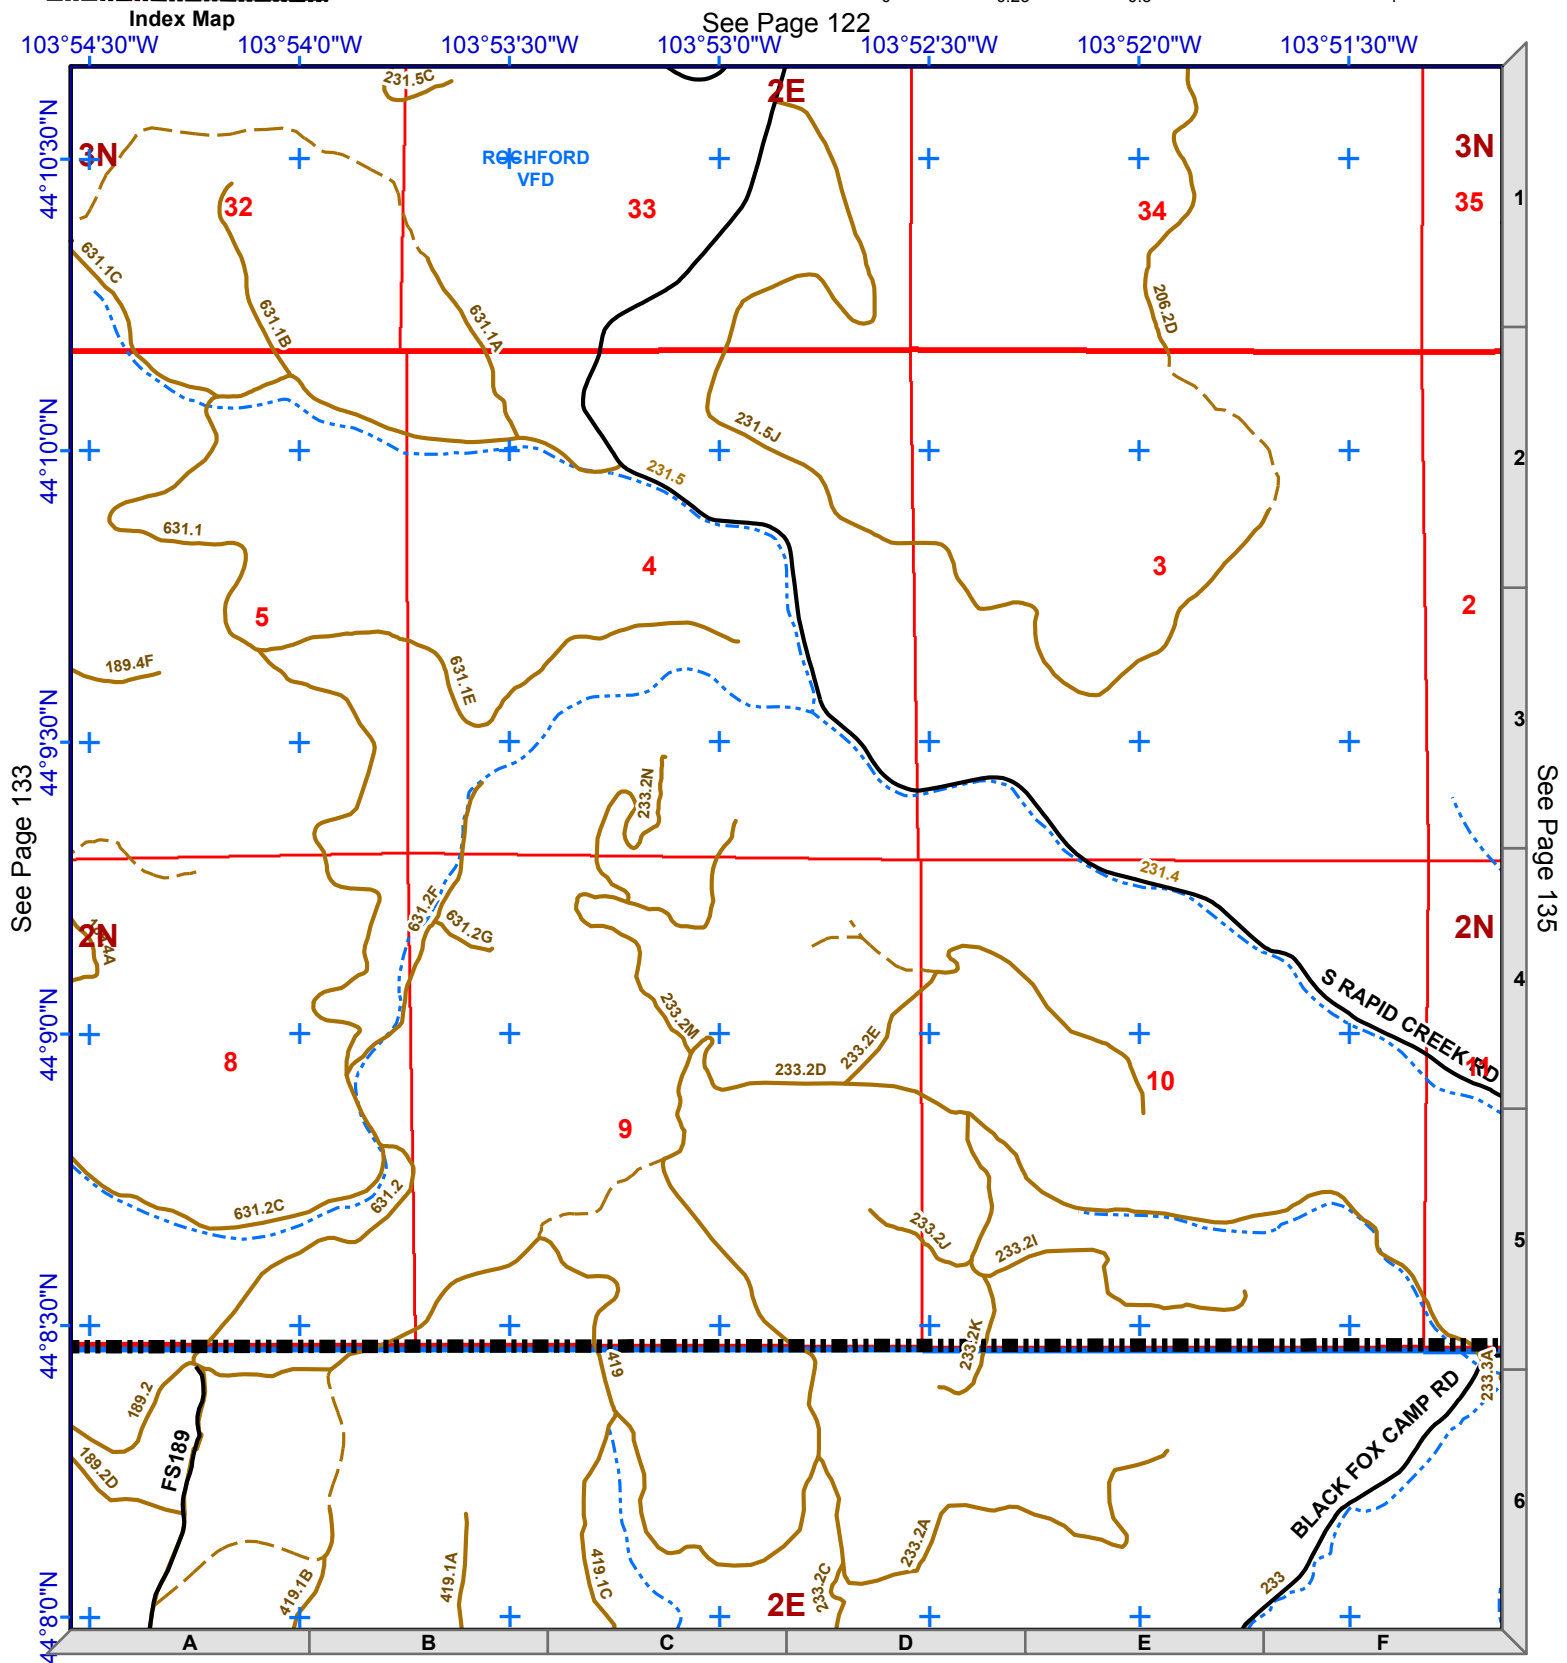 Index Map
See Page 122
103°54'30"W 103°54'0"W 103°53'30"W 103°53'0"W 103°52'30"W 103°52'0"W 103°51'30"W
231.5C
2E
44°10'30"N
3N
ROCHFORD
VFD
3N
32
33
34
35
1
631.1C
631.1B
631.1A
206.2D
44°10'0"N
231.5J
231.5
2
631.1
4
3
5
2
189.4F
631.1E
3
44°9'30"N
See Page 133
233.2N
See Page 135
231.4
2N
631.2F
631.2G
2N
4
S RAPID CREEK RD
44°9'0"N
233.2M
233.2E
233.2D
8
10
11
9
631.2C
631.2
233.2J
233.2I
5
44°8'30"N
233.2K
419
233.3A
189.2
BLACK FOX CAMP RD
FS189
189.2D
6
233.2A
419.1B
419.1A
419.1C
233.2C
233
2E
44°8'0"N
A B C D E F